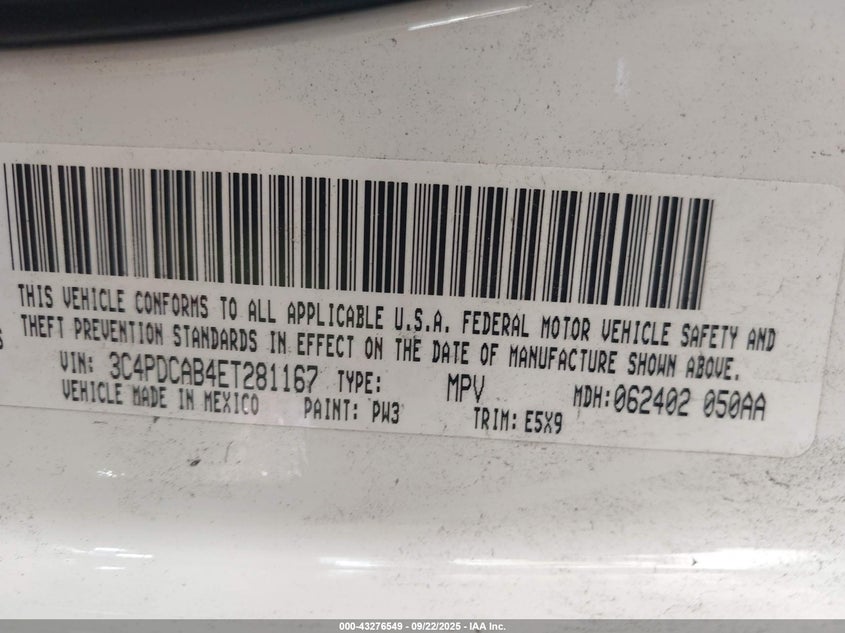 THIS VEHICLE CONFORMS TO ALL APPLICABLE U.S.A. FEDERAL MOTOR VEHICLE SAFETY AND
THEFT PREVENTION STANDARDS IN EFFECT ON THE DATE OF MANUFACTURE SHOWN ABOVE.
VIN: 3C4PDCAB4ET281167 TYPE: MPV MDH:062402 050AA
VEHICLE MADE IN MEXICO PAINT: PW3 TRIM: E5X9
000-43276549 - 09/22/2025 - IAA Inc.